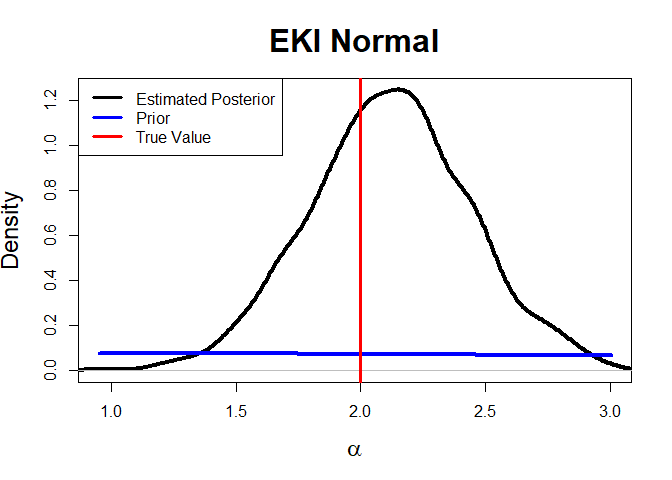 EKI Normal
Estimated Posterior
Prior
True Value
Density
0.0 0.2 0.4 0.6 0.8 1.0 1.2
1.0 1.5 2.0 2.5 3.0
α